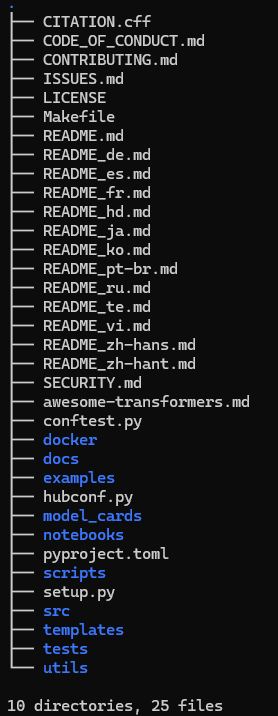 .
├── CITATION.cff
├── CODE_OF_CONDUCT.md
├── CONTRIBUTING.md
├── ISSUES.md
├── LICENSE
├── Makefile
├── README.md
├── README_de.md
├── README_es.md
├── README_fr.md
├── README_hd.md
├── README_ja.md
├── README_ko.md
├── README_pt-br.md
├── README_ru.md
├── README_te.md
├── README_vi.md
├── README_zh-hans.md
├── README_zh-hant.md
├── SECURITY.md
├── awesome-transformers.md
├── conftest.py
├── docker
├── docs
├── examples
├── hubconf.py
├── model_cards
├── notebooks
├── pyproject.toml
├── scripts
├── setup.py
├── src
├── templates
├── tests
└── utils
10 directories, 25 files